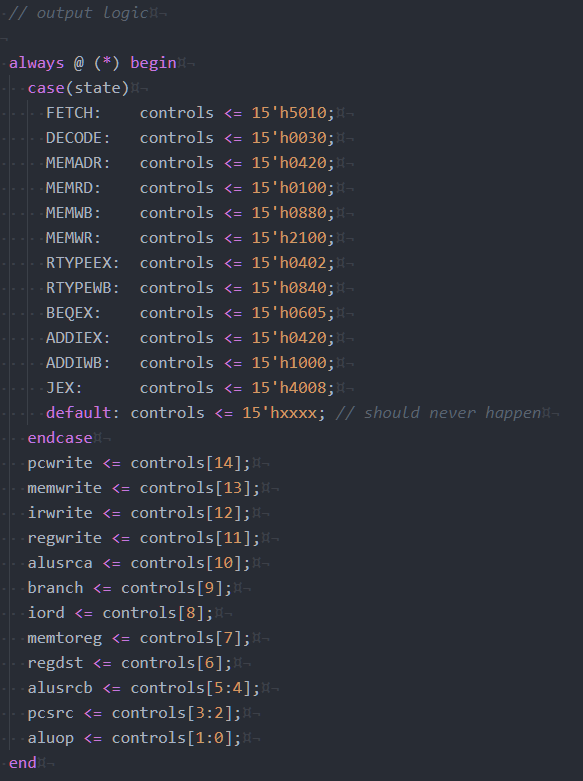 // output logic
always @ (*) begin
case(state)
FETCH: controls <= 15'h5010;
DECODE: controls <= 15'h0030;
MEMADR: controls <= 15'h0420;
MEMRD: controls <= 15'h0100;
MEMWB: controls <= 15'h0880;
MEMWR: controls <= 15'h2100;
RTYPEEX: controls <= 15'h0402;
RTYPEWB: controls <= 15'h0840;
BEQEX: controls <= 15'h0605;
ADDIEX: controls <= 15'h0420;
ADDIWB: controls <= 15'h1000;
JEX: controls <= 15'h4008;
default: controls <= 15'hxxxx; // should never happen
endcase
pcwrite <= controls[14];
memwrite <= controls[13];
irwrite <= controls[12];
regwrite <= controls[11];
alusrca <= controls[10];
branch <= controls[9];
iord <= controls[8];
memtoreg <= controls[7];
regdst <= controls[6];
alusrcb <= controls[5:4];
pcsrc <= controls[3:2];
aluop <= controls[1:0];
end